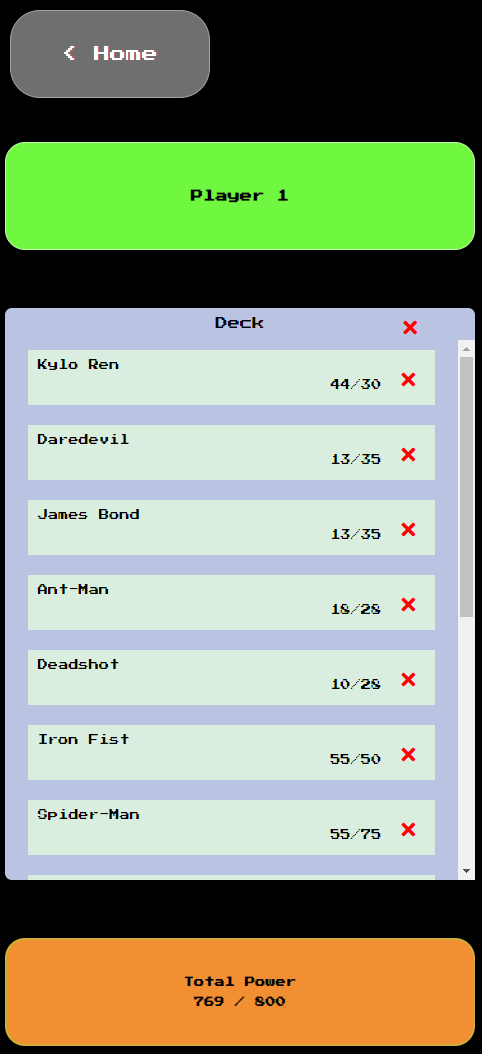 < Home
Player 1
Deck
Kylo Ren
44/30
Daredevil
13/35
James Bond
13/35
Ant-Man
18/28
Deadshot
10/28
Iron Fist
55/50
Spider-Man
55/75
Total Power
769 / 800